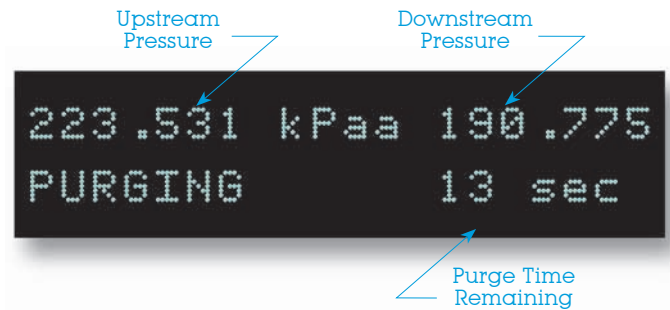 Upstream
Pressure
Downstream
Pressure
223.531 kPaa 190.775
PURGING 13 sec
Purge Time
Remaining